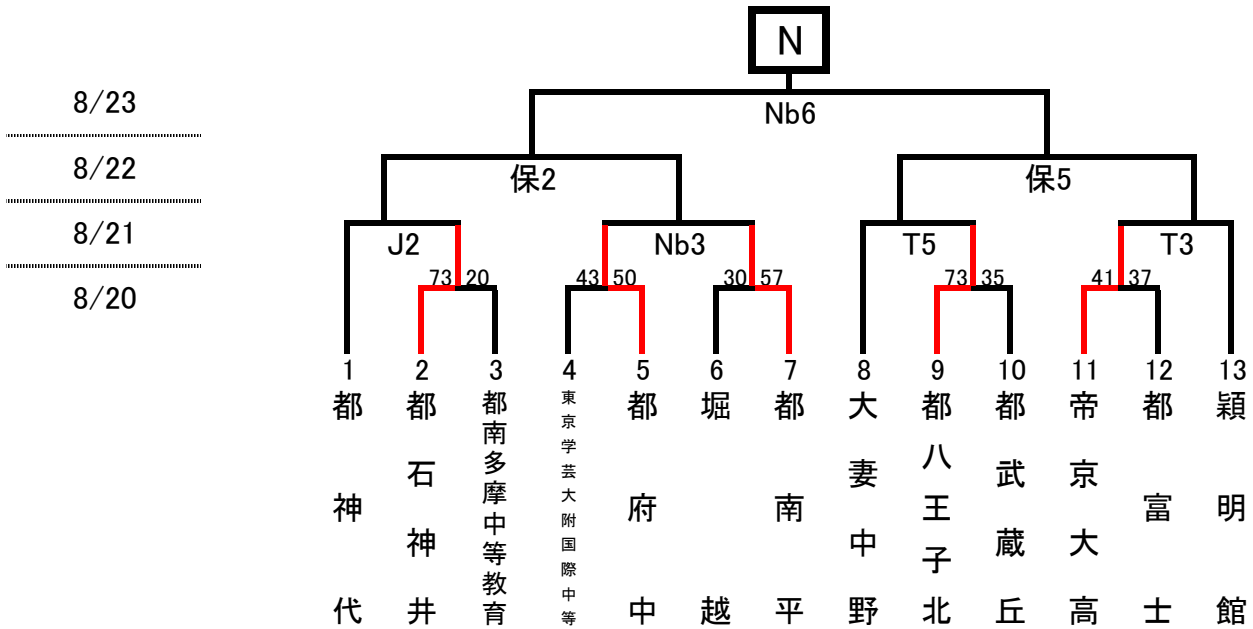 N
8/23
Nb6
8/22
保2
保5
8/21
J2
Nb3
T5
T3
8/20
73 20
43 50
30 57
73 35
41 37
1
2
3
4
5
6
7
8
9
10
11
12
13
都神代
都石神井
都南多摩中等教育
東京学芸大附国際中等
都府中
堀越
都南平
大妻中野
都八王子北
都武蔵丘
帝京大高
都富士
穎明館